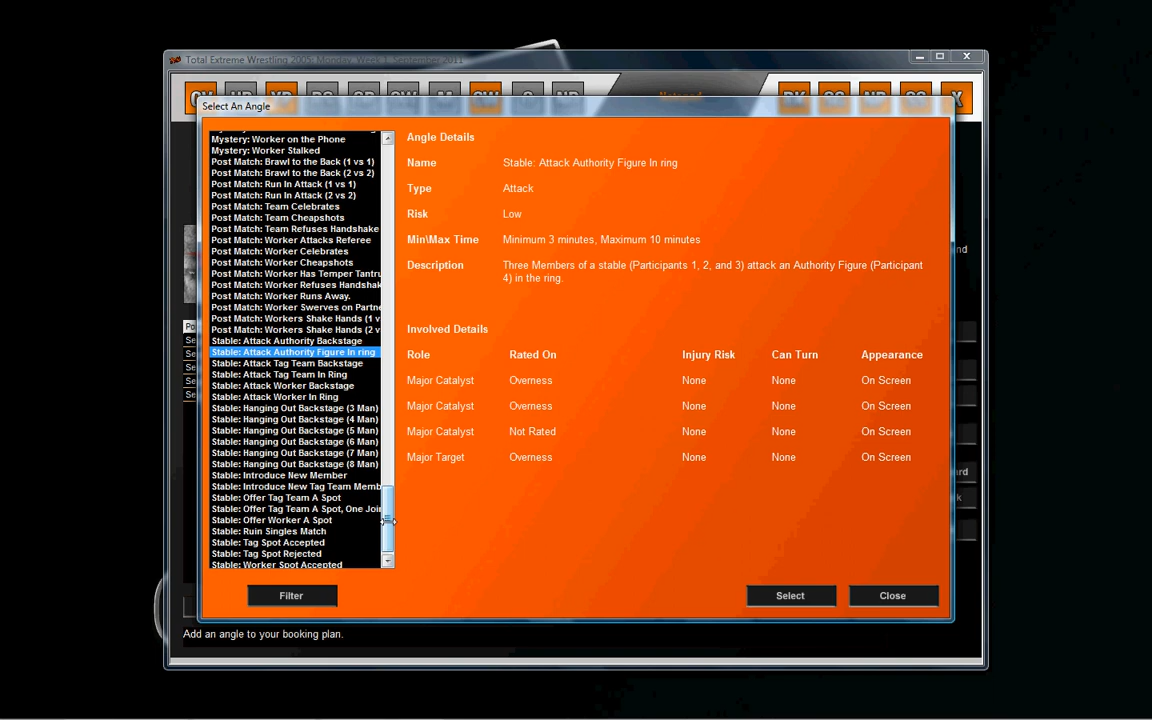 Total Extreme Wrestling 2005: Monday, Week 1, September 2011
Select An Angle
Mystery: Worker on the Phone
Mystery: Worker Stalked
Post Match: Brawl to the Back (1 vs 1)
Post Match: Brawl to the Back (2 vs 2)
Post Match: Run In Attack (1 vs 1)
Post Match: Run In Attack (2 vs 2)
Post Match: Team Celebrates
Post Match: Team Cheapshots
Post Match: Team Refuses Handshake
Post Match: Worker Attacks Referee
Post Match: Worker Celebrates
Post Match: Worker Cheapshots
Post Match: Worker Has Temper Tantru
Post Match: Worker Refuses Handshak
Post Match: Worker Runs Away.
Post Match: Worker Swerves on Partne
Post Match: Workers Shake Hands (1 v
Post Match: Workers Shake Hands (2 v
Stable: Attack Authority Backstage
Stable: Attack Authority Figure In ring
Stable: Attack Tag Team Backstage
Stable: Attack Tag Team In Ring
Stable: Attack Worker Backstage
Stable: Attack Worker In Ring
Stable: Hanging Out Backstage (3 Man)
Stable: Hanging Out Backstage (4 Man)
Stable: Hanging Out Backstage (5 Man)
Stable: Hanging Out Backstage (6 Man)
Stable: Hanging Out Backstage (7 Man)
Stable: Hanging Out Backstage (8 Man)
Stable: Introduce New Member
Stable: Introduce New Tag Team Memb
Stable: Offer Tag Team A Spot
Stable: Offer Tag Team A Spot, One Joi
Stable: Offer Worker A Spot
Stable: Ruin Singles Match
Stable: Tag Spot Accepted
Stable: Tag Spot Rejected
Stable: Worker Spot Accepted
Angle Details
Name Stable: Attack Authority Figure In ring
Type Attack
Risk Low
Min\Max Time Minimum 3 minutes, Maximum 10 minutes
Description Three Members of a stable (Participants 1, 2, and 3) attack an Authority Figure (Participant
4) in the ring.
Involved Details
Role Rated On Injury Risk Can Turn Appearance
Major Catalyst Overness None None On Screen
Major Catalyst Overness None None On Screen
Major Catalyst Not Rated None None On Screen
Major Target Overness None None On Screen
Filter Select Close
Add an angle to your booking plan.